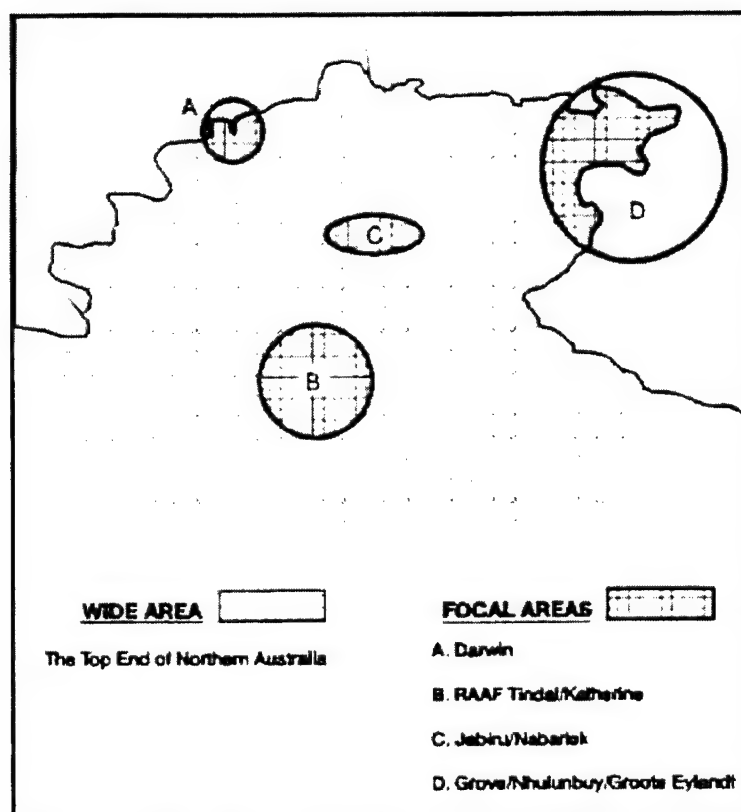 A
D
C
B
WIDE AREA
The Top End of Northern Australia
FOCAL AREAS
A. Darwin
B. RAAF Tindal/Katherine
C. Jabiru/Nabarlek
D. Grove/Nhulunbuy/Groote Eylandt